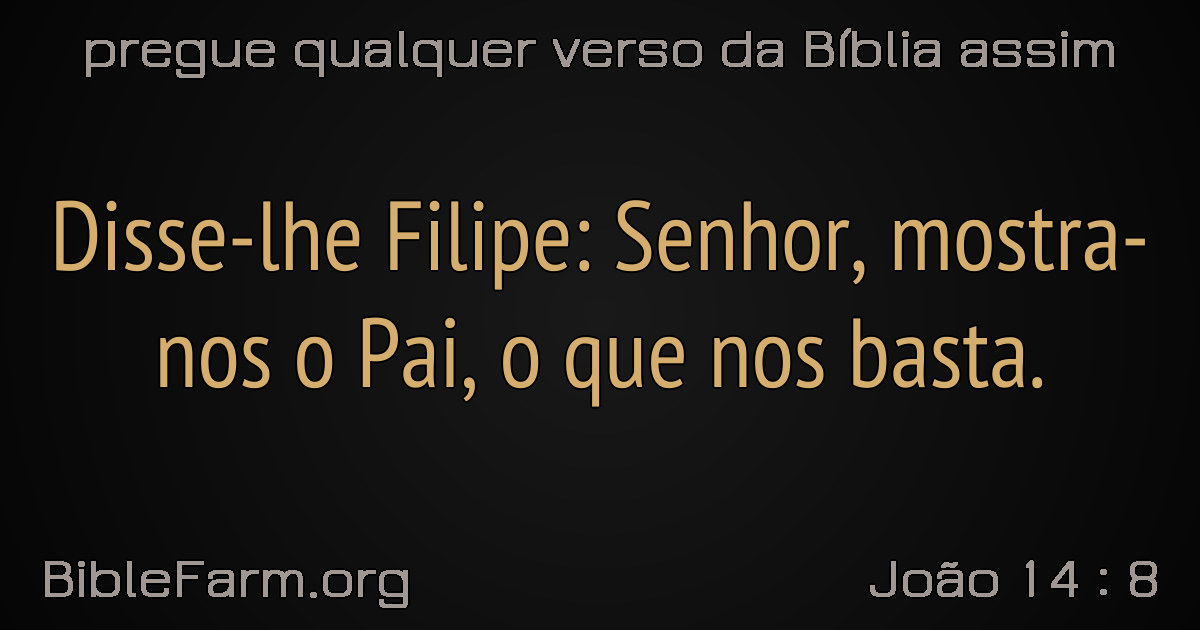 pregue qualquer verso da Bíblia assim
Disse-lhe Filipe: Senhor, mostra-
nos o Pai, o que nos basta.
BibleFarm.org
João 14 : 8